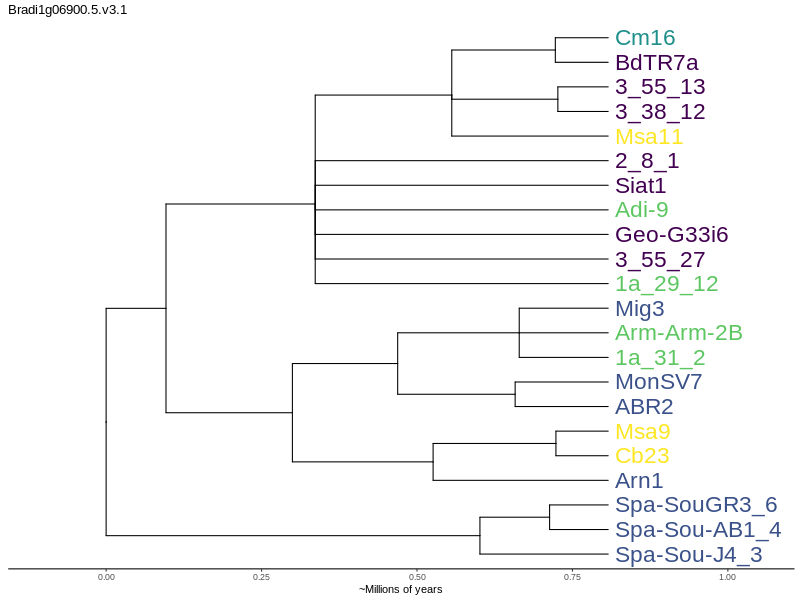 Bradi1g06900.5.v3.1
Cm16
BdTR7a
3_55_13
3_38_12
Msa11
2_8_1
Siat1
Adi-9
Geo-G33i6
3_55_27
1a_29_12
Mig3
Arm-Arm-2B
1a_31_2
MonSV7
ABR2
Msa9
Cb23
Arn1
Spa-SouGR3_6
Spa-Sou-AB1_4
Spa-Sou-J4_3
0.00 0.25 0.50 0.75 1.00
~Millions of years